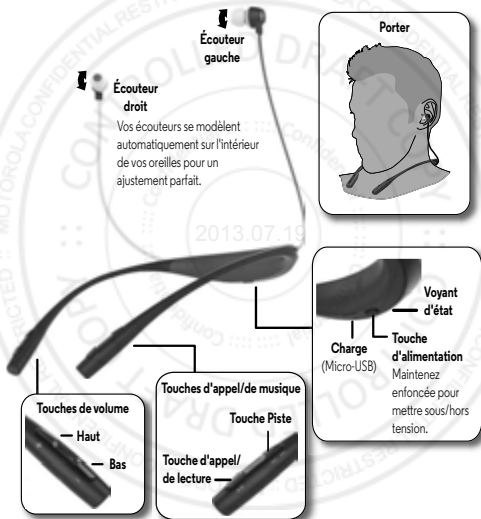 Écouteur
gauche
Porter
Écouteur
droit
Vos écouteurs se modèlent
automatiquement sur l'intérieur
de vos oreilles pour un
ajustement parfait.
2013.07.19
Voyant
d'état
Charge
(Micro-USB)
Touche
d'alimentation
Maintenez
enfoncée pour
mettre sous/hors
tension.
Touches de volume
Haut
Bas
Touches d'appel/de musique
Touche Piste
Touche d'appel/
de lecture